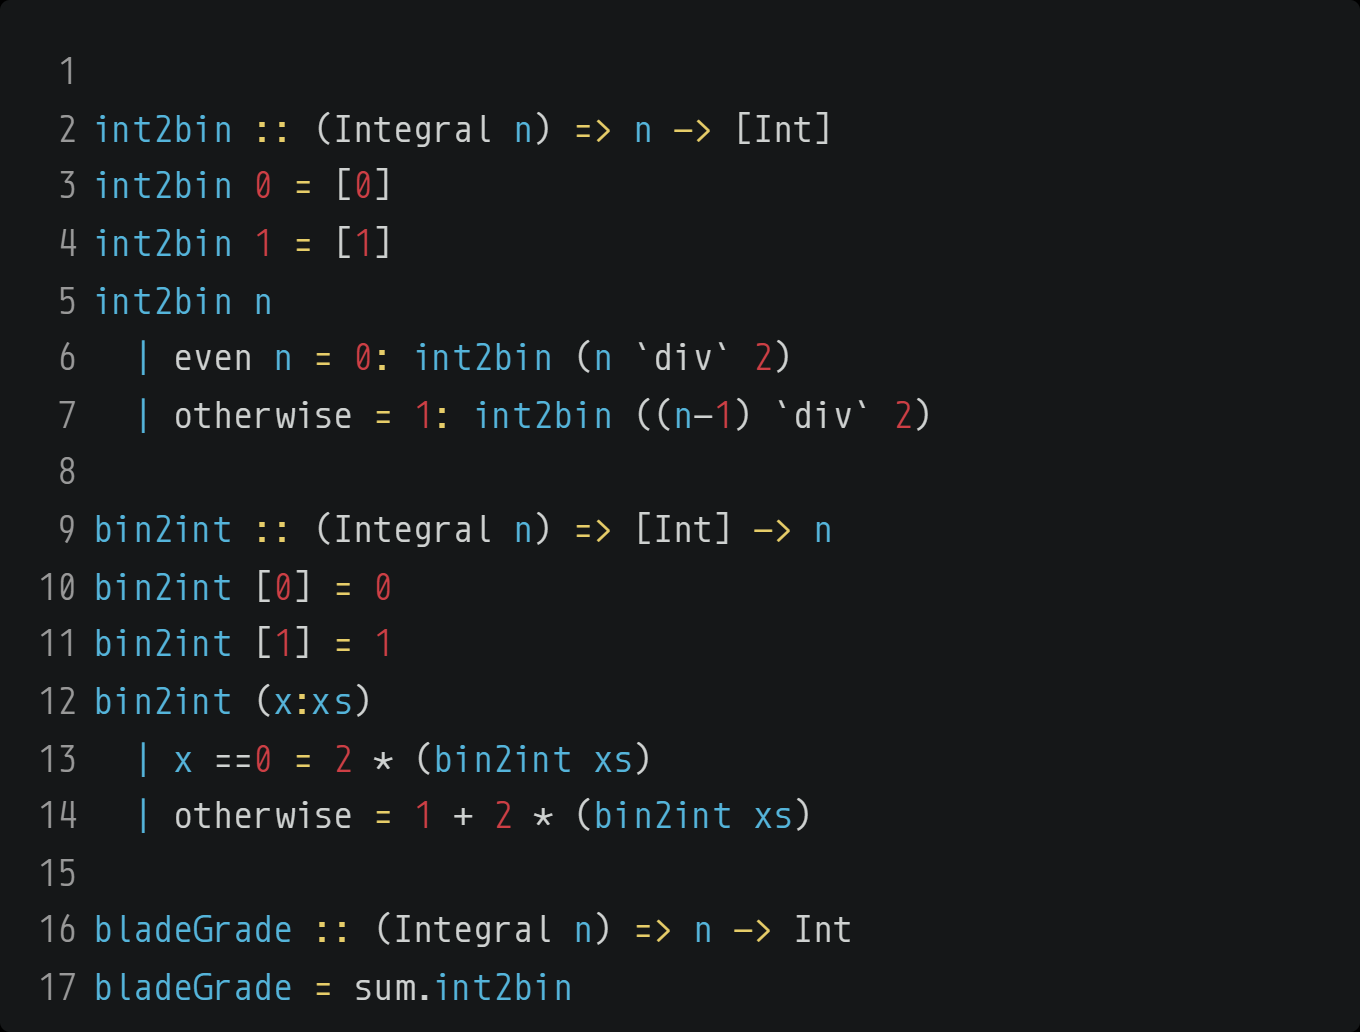 1
2 int2bin :: (Integral n) => n -> [Int]
3 int2bin 0 = [0]
4 int2bin 1 = [1]
5 int2bin n
6   | even n = 0: int2bin (n `div` 2)
7   | otherwise = 1: int2bin ((n-1) `div` 2)
8
9 bin2int :: (Integral n) => [Int] -> n
10 bin2int [0] = 0
11 bin2int [1] = 1
12 bin2int (x:xs)
13   | x ==0 = 2 * (bin2int xs)
14   | otherwise = 1 + 2 * (bin2int xs)
15
16 bladeGrade :: (Integral n) => n -> Int
17 bladeGrade = sum.int2bin